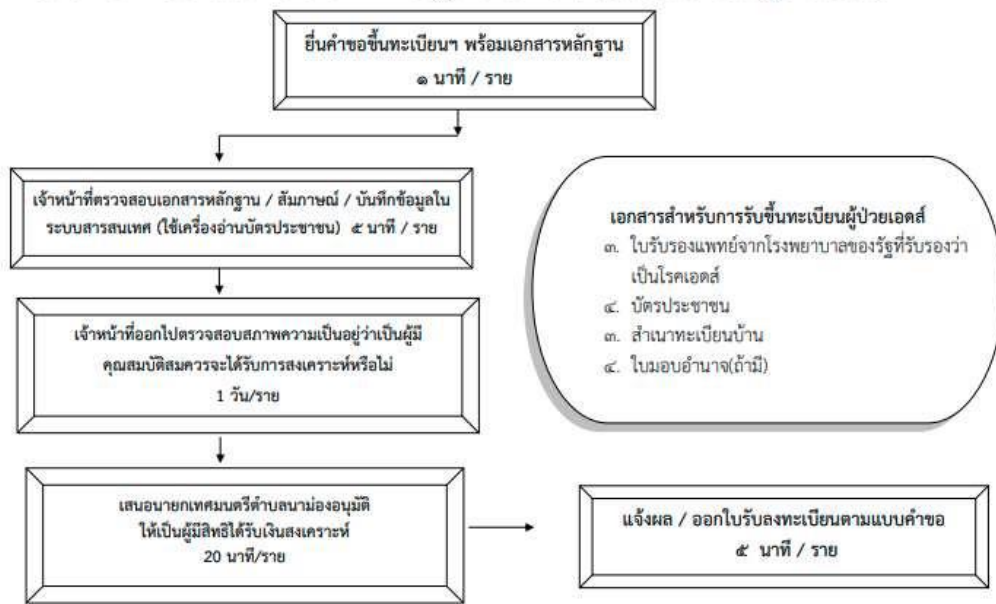 ยื่นคำขอขึ้นทะเบียนฯ พร้อมเอกสารหลักฐาน
๑ นาที / ราย
เจ้าหน้าที่ตรวจสอบเอกสารหลักฐาน / สัมภาษณ์ / บันทึกข้อมูลใน
ระบบสารสนเทศ (ใช้เครื่องอ่านบัตรประชาชน) ๕ นาที / ราย
เจ้าหน้าที่ออกไปตรวจสอบสภาพความเป็นอยู่ว่าเป็นผู้มี
คุณสมบัติสมควรจะได้รับการสงเคราะห์หรือไม่
1 วัน/ราย
เสนอนายกเทศมนตรีตำบลนาม่องอนุมัติ
ให้เป็นผู้มีสิทธิได้รับเงินสงเคราะห์
20 นาที/ราย
แจ้งผล / ออกใบรับลงทะเบียนตามแบบคำขอ
๕ นาที / ราย
เอกสารสำหรับการรับขึ้นทะเบียนผู้ป่วยเอดส์
๓. ใบรับรองแพทย์จากโรงพยาบาลของรัฐที่รับรองว่า
เป็นโรคเอดส์
๔. บัตรประชาชน
๓. สำเนาทะเบียนบ้าน
๔. ใบมอบอำนาจ(ถ้ามี)